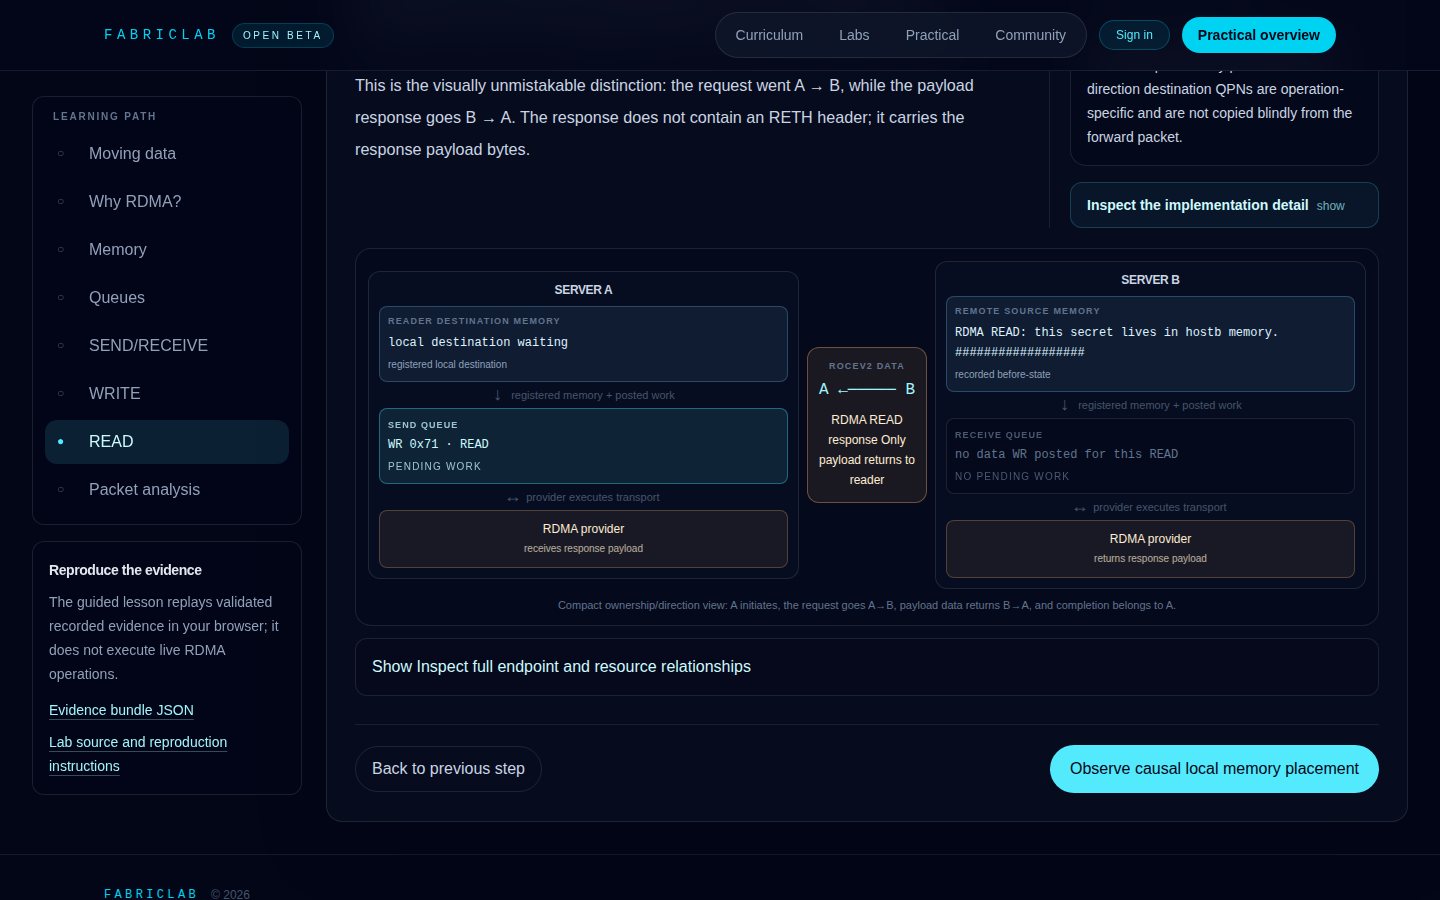 FABRICLAB
OPEN BETA
Curriculum
Labs
Practical
Community
Sign in
Practical overview
LEARNING PATH
Moving data
Why RDMA?
Memory
Queues
SEND/RECEIVE
WRITE
READ
Packet analysis
Reproduce the evidence
The guided lesson replays validated
recorded evidence in your browser; it
does not execute live RDMA
operations.
Evidence bundle JSON
Lab source and reproduction
instructions
This is the visually unmistakable distinction: the request went A → B, while the payload
response goes B → A. The response does not contain an RETH header; it carries the
response payload bytes.
direction destination QPNs are operation-
specific and are not copied blindly from the
forward packet.
Inspect the implementation detail show
SERVER A
READER DESTINATION MEMORY
local destination waiting
registered local destination
↓ registered memory + posted work
SEND QUEUE
WR 0x71 · READ
PENDING WORK
↔ provider executes transport
RDMA provider
receives response payload
ROCEV2 DATA
A ←────── B
RDMA READ
response Only
payload returns to
reader
SERVER B
REMOTE SOURCE MEMORY
RDMA READ: this secret lives in hostb memory.
##################
recorded before-state
↓ registered memory + posted work
RECEIVE QUEUE
no data WR posted for this READ
NO PENDING WORK
↔ provider executes transport
RDMA provider
returns response payload
Compact ownership/direction view: A initiates, the request goes A→B, payload data returns B→A, and completion belongs to A.
Show Inspect full endpoint and resource relationships
Back to previous step
Observe causal local memory placement
FABRICLAB © 2026